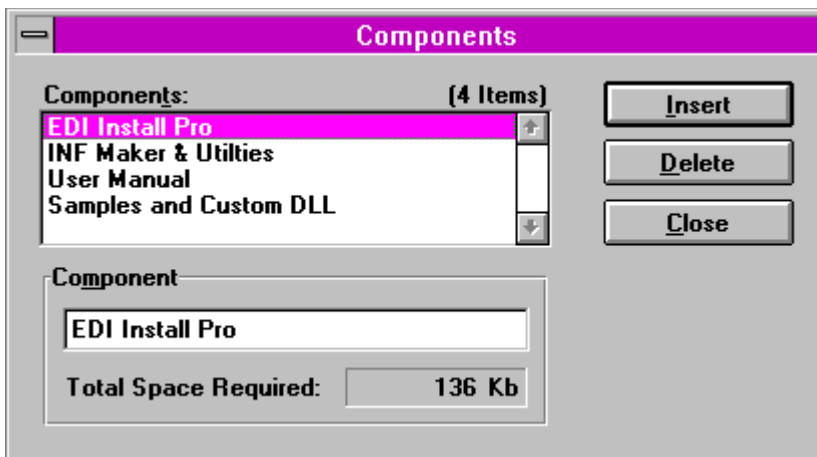 Components
Components: (4 Items)
EDI Install Pro
INF Maker & Utilties
User Manual
Samples and Custom DLL
Insert
Delete
Close
Component
EDI Install Pro
Total Space Required: 136 Kb